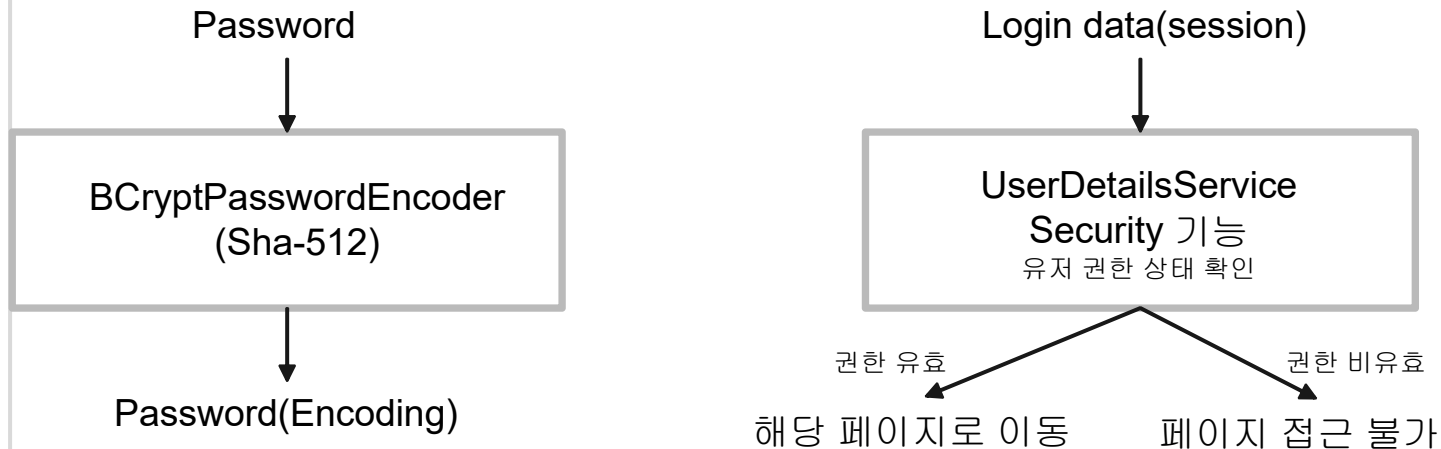 Password
BCryptPasswordEncoder
(Sha-512)
Password(Encoding)
Login data(session)
UserDetailsService
Security 기능
유저 권한 상태 확인
권한 유효
권한 비유효
해당 페이지로 이동
페이지 접근 불가